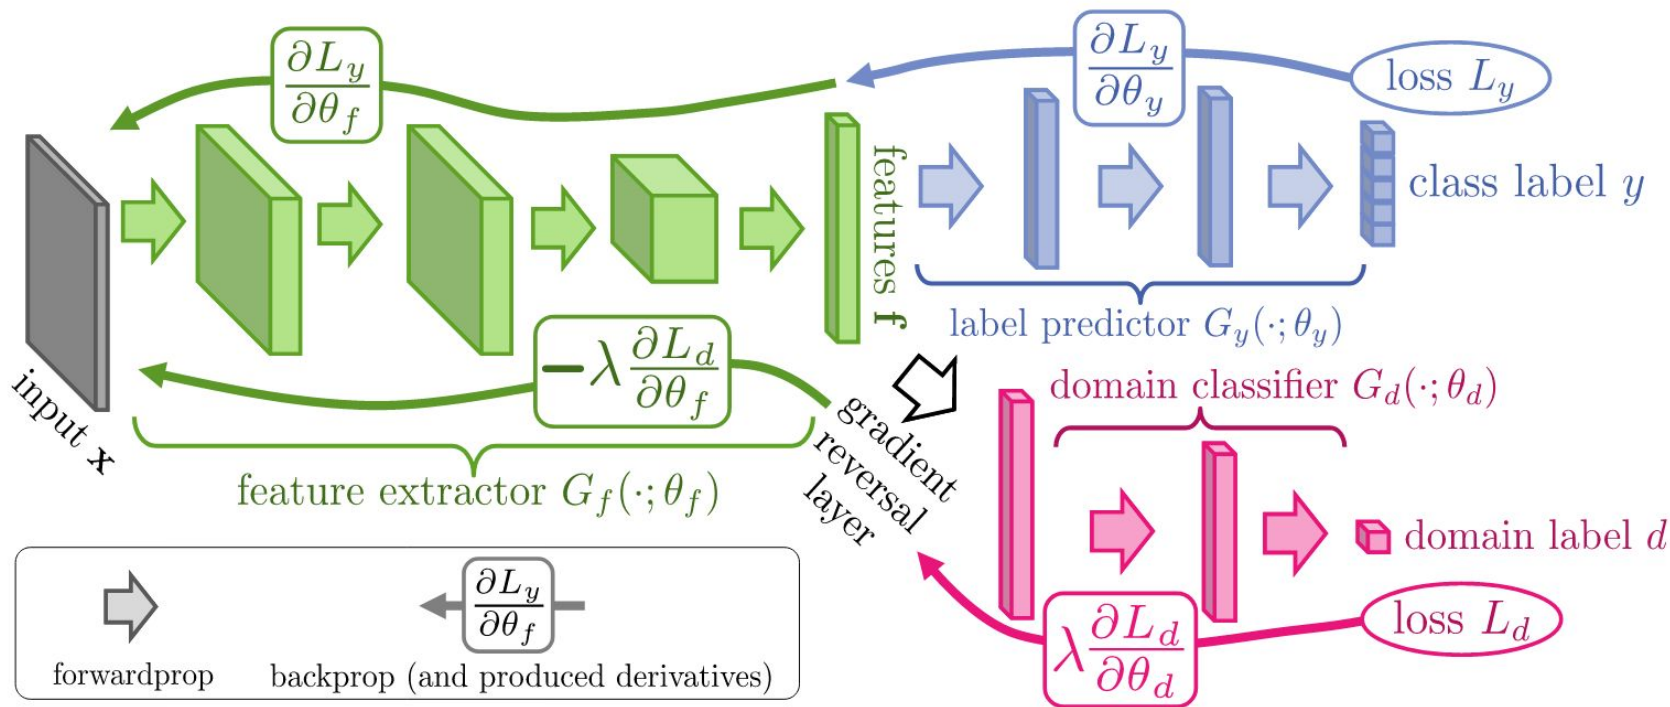 ∂L_y/∂θ_f
∂L_y/∂θ_y
loss L_y
features f
class label y
label predictor G_y(·; θ_y)
−λ ∂L_d/∂θ_f
domain classifier G_d(·; θ_d)
input x
gradient
reversal
layer
feature extractor G_f(·; θ_f)
domain label d
loss L_d
λ ∂L_d/∂θ_d
∂L_y/∂θ_f
forwardprop
backprop (and produced derivatives)